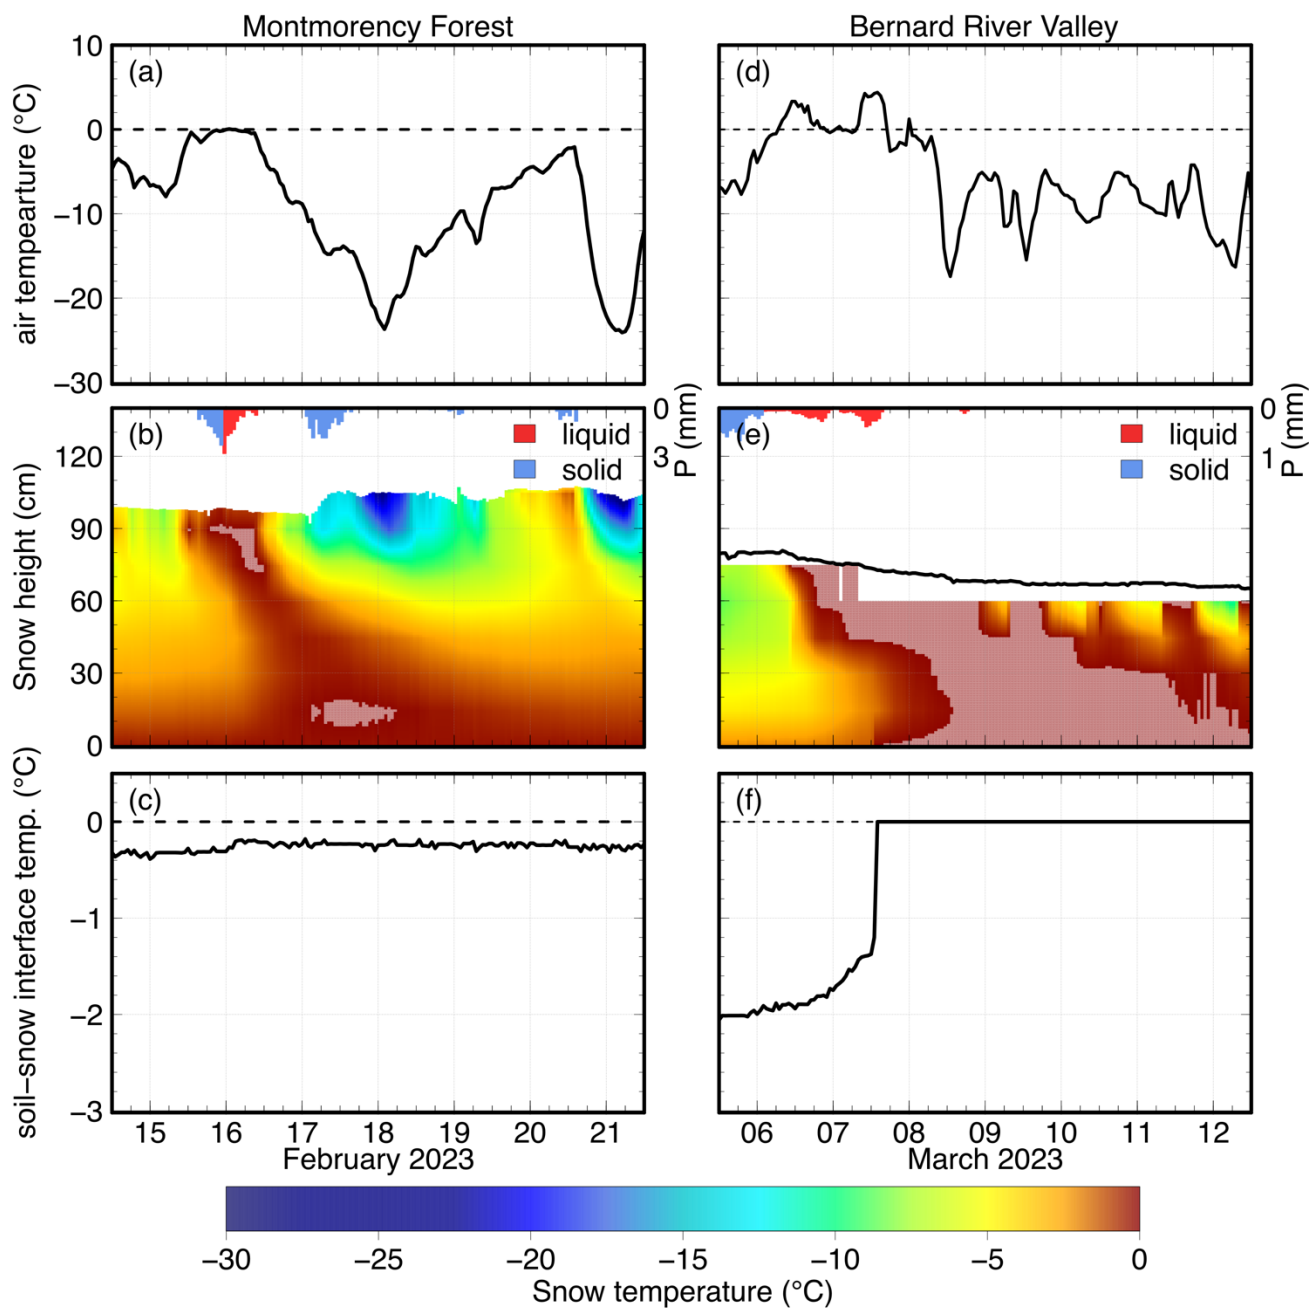 Montmorency Forest
Bernard River Valley
air tempearture (°C)
10
0
−10
−20
−30
(a)
(d)
Snow height (cm)
120
90
60
30
0
(b)
liquid
solid
0
3
P (mm)
(e)
liquid
solid
0
1
P (mm)
soil−snow interface temp. (°C)
0
−1
−2
−3
(c)
(f)
15 16 17 18 19 20 21
February 2023
06 07 08 09 10 11 12
March 2023
−30 −25 −20 −15 −10 −5 0
Snow temperature (°C)